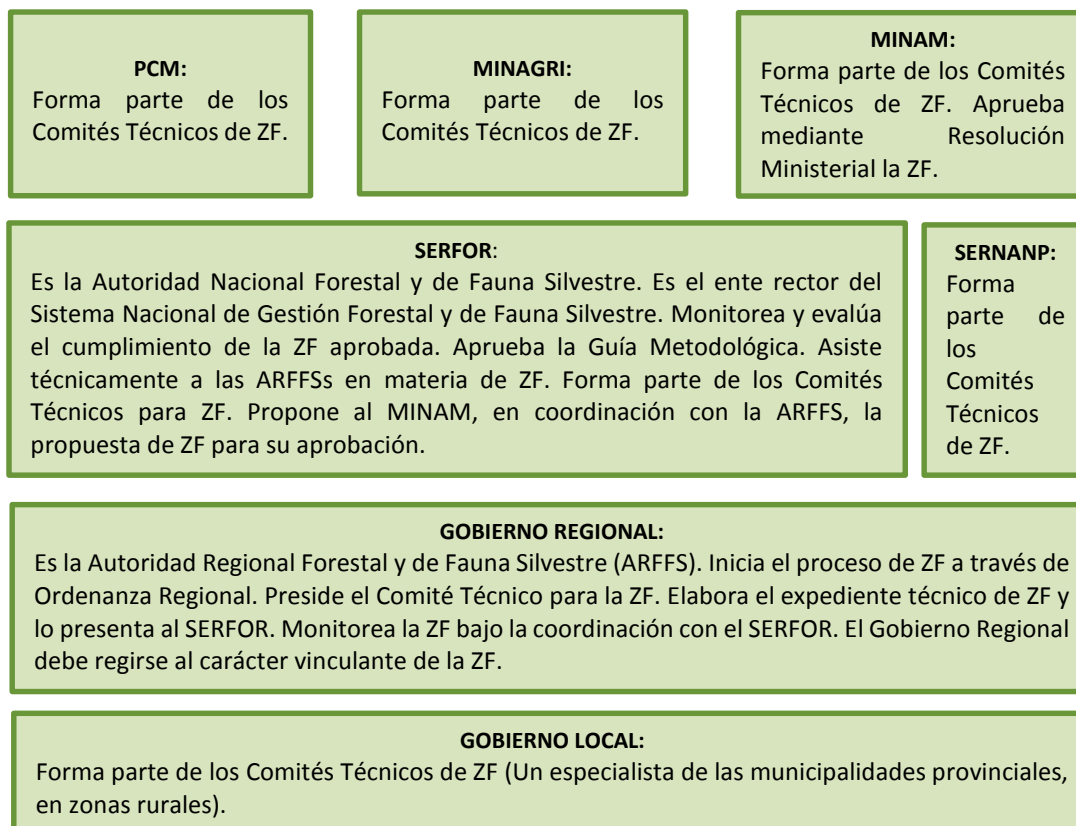 PCM:
Forma parte de los
Comités Técnicos de ZF.
MINAGRI:
Forma parte de los
Comités Técnicos de ZF.
MINAM:
Forma parte de los Comités
Técnicos de ZF. Aprueba
mediante Resolución
Ministerial la ZF.
SERFOR:
Es la Autoridad Nacional Forestal y de Fauna Silvestre. Es el ente rector del
Sistema Nacional de Gestión Forestal y de Fauna Silvestre. Monitorea y evalúa
el cumplimiento de la ZF aprobada. Aprueba la Guía Metodológica. Asiste
técnicamente a las ARFFSs en materia de ZF. Forma parte de los Comités
Técnicos para ZF. Propone al MINAM, en coordinación con la ARFFS, la
propuesta de ZF para su aprobación.
SERNANP:
Forma
parte de
los
Comités
Técnicos
de ZF.
GOBIERNO REGIONAL:
Es la Autoridad Regional Forestal y de Fauna Silvestre (ARFFS). Inicia el proceso de ZF a través de
Ordenanza Regional. Preside el Comité Técnico para la ZF. Elabora el expediente técnico de ZF y
lo presenta al SERFOR. Monitorea la ZF bajo la coordinación con el SERFOR. El Gobierno Regional
debe regirse al carácter vinculante de la ZF.
GOBIERNO LOCAL:
Forma parte de los Comités Técnicos de ZF (Un especialista de las municipalidades provinciales,
en zonas rurales).